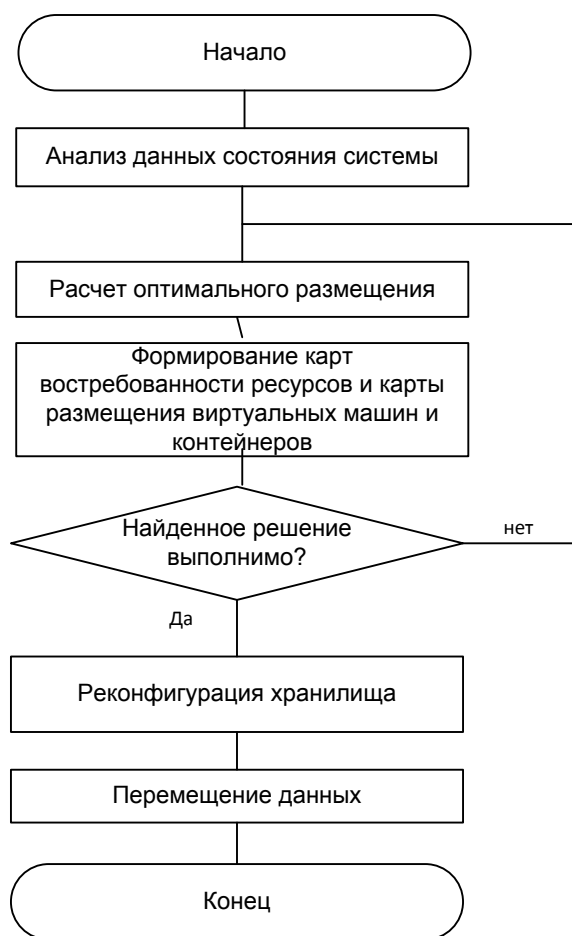 Начало
Анализ данных состояния системы
Расчет оптимального размещения
Формирование карт
востребованности ресурсов и карты
размещения виртуальных машин и
контейнеров
Найденное решение
выполнимо?
нет
Да
Реконфигурация хранилища
Перемещение данных
Конец